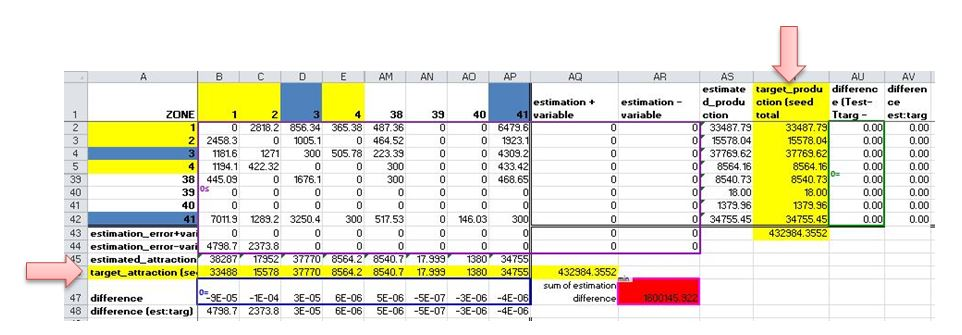 A B C D E AM AN AO AP AQ AR AS AU AV
1 ZONE 1 2 3 4 38 39 40 41 estimation + variable estimation - variable estimate d_produ ction target_produ ction (seed total differenc e (Test- Ttarg - differen ce est:targ
2 1 0 2818.2 856.34 365.38 487.36 0 0 6479.6 0 0 33487.79 33487.79 0.00 0.00
3 2 2458.3 0 1005.1 0 464.52 0 0 1923.1 0 0 15578.04 15578.04 0.00 0.00
4 3 1181.6 1271 300 505.78 223.39 0 0 4309.2 0 0 37769.62 37769.62 0.00 0.00
5 4 1194.1 422.32 0 0 300 0 0 433.42 0 0 8564.16 8564.16 0= 0.00 0.00
39 38 445.09 0 1676.1 0 300 0 0 468.65 0 0 8540.73 8540.73 0.00 0.00
40 39 0≤ 0 0 0 0 0 0 0 0 0 0 18.00 18.00 0.00 0.00
41 40 0 0 0 0 0 0 0 0 0 0 1379.96 1379.96 0.00 0.00
42 41 7011.9 1289.2 3250.4 300 517.53 0 146.03 300 0 0 34755.45 34755.45 0.00 0.00
43 estimation_error+vari 0 0 0 0 0 0 0 0 0 0 432984.3552
44 estimation_error-vari 4798.7 2373.8 0 0 0 0 0 0 0 0
45 estimated_attraction 38287 17952 37770 8564.2 8540.7 17.999 1380 34755
target_attraction (see 33488 15578 37770 8564.2 8540.7 17.999 1380 34755 432984.3552
47 difference 0= -9E-05 -1E-04 3E-05 6E-06 5E-06 -5E-07 -3E-06 -4E-06 sum of estimation difference min 1600145.922
48 difference (est:targ) 4798.7 2373.8 3E-05 6E-06 5E-06 -5E-07 -3E-06 -4E-06